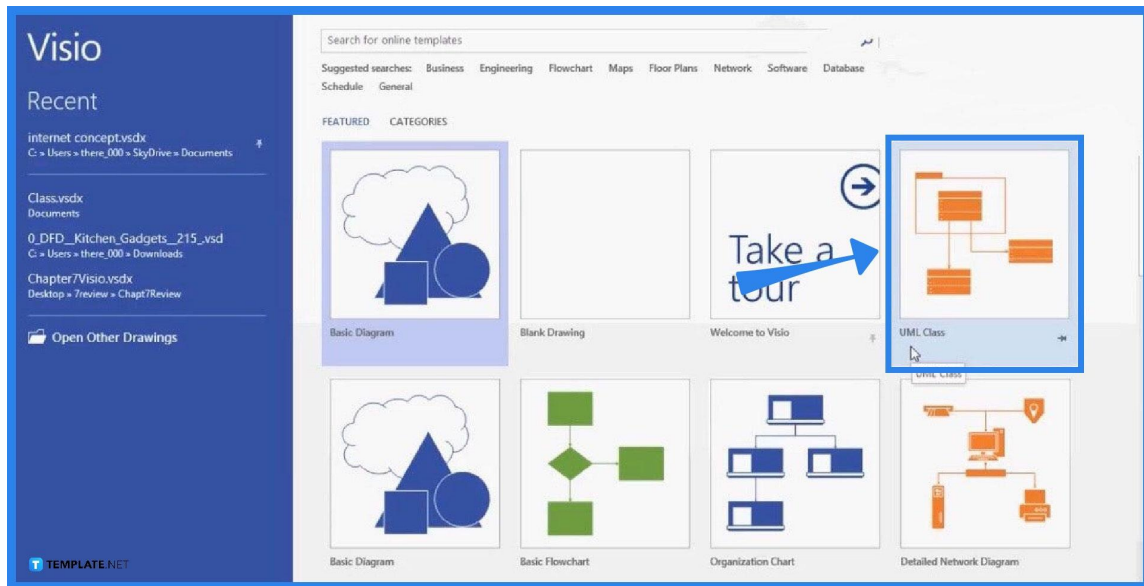 Visio
Recent
internet concept.vsdx
C: » Users » there_000 » SkyDrive » Documents
Class.vsdx
Documents
0_DFD__Kitchen_Gadgets__215_.vsd
C: » Users » there_000 » Downloads
Chapter7Visio.vsdx
Desktop » 7review » Chapt7Review
Open Other Drawings
T TEMPLATE.NET
Search for online templates
Suggested searches: Business Engineering Flowchart Maps Floor Plans Network Software Database
Schedule General
FEATURED CATEGORIES
Take a
tour
Basic Diagram Blank Drawing Welcome to Visio UML Class
UML Class
Basic Diagram Basic Flowchart Organization Chart Detailed Network Diagram